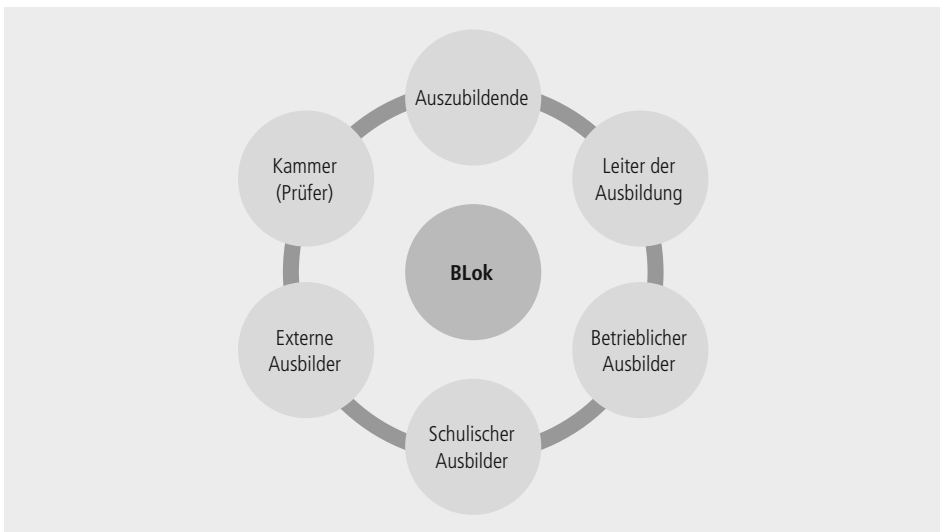 Auszubildende
Leiter der
Ausbildung
Betrieblicher
Ausbilder
Schulischer
Ausbilder
Externe
Ausbilder
Kammer
(Prüfer)
BLok